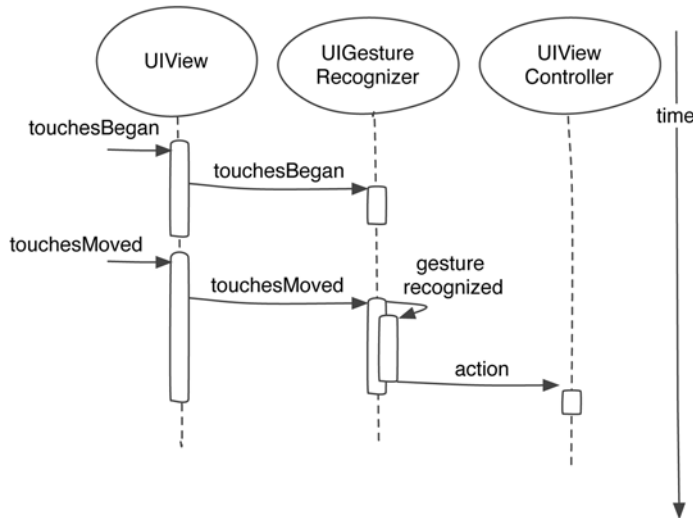 UIView
UIGesture
Recognizer
UIView
Controller
time
touchesBegan
touchesBegan
touchesMoved
touchesMoved
gesture
recognized
action